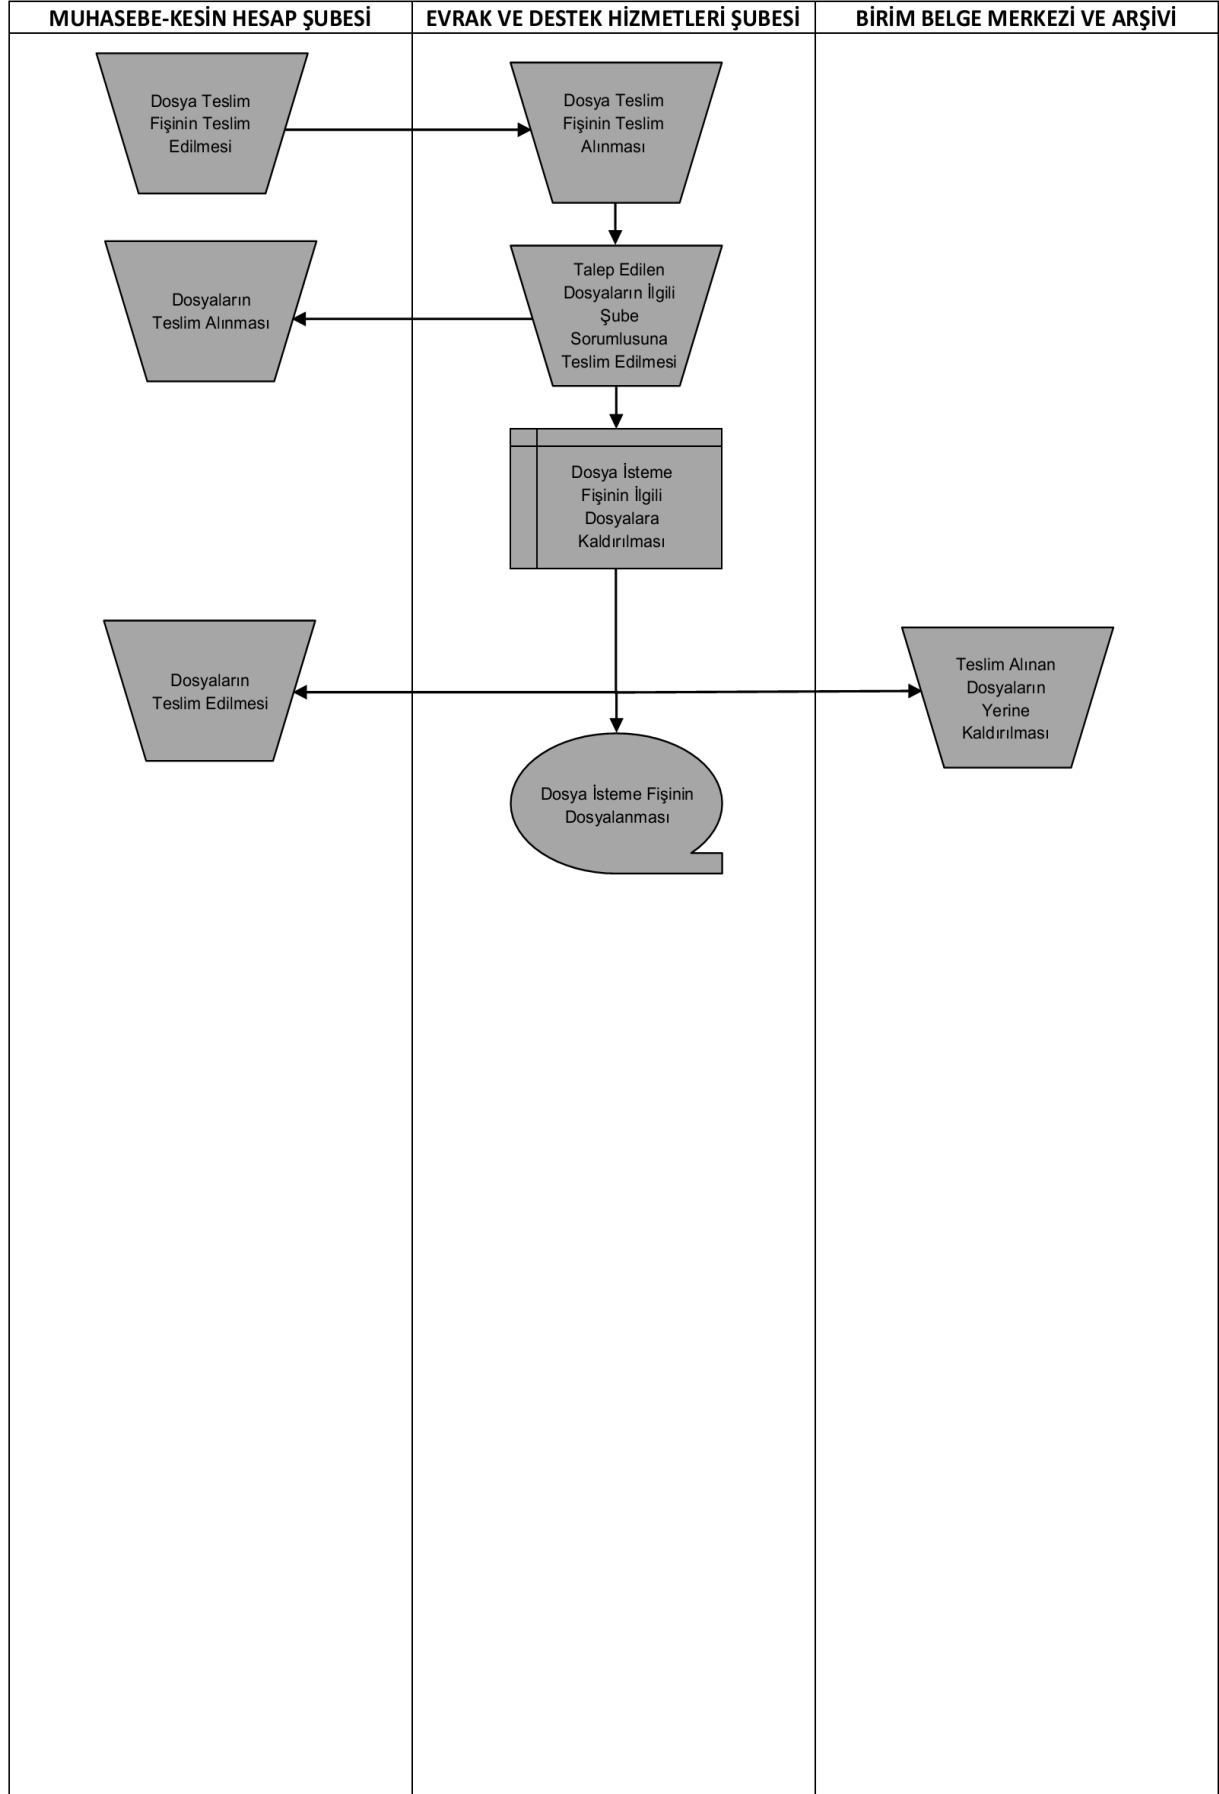 MUHASEBE-KESİN HESAP ŞUBESİ
EVRAK VE DESTEK HİZMETLERİ ŞUBESİ
BİRİM BELGE MERKEZİ VE ARŞİVİ
Dosya Teslim
Fişinin Teslim
Edilmesi
Dosya Teslim
Fişinin Teslim
Alınması
Dosyaların
Teslim Alınması
Talep Edilen
Dosyaların İlgili
Şube
Sorumlusuna
Teslim Edilmesi
Dosya İsteme
Fişinin İlgili
Dosyalara
Kaldırılması
Dosyaların
Teslim Edilmesi
Teslim Alınan
Dosyaların
Yerine
Kaldırılması
Dosya İsteme Fişinin
Dosyalanması